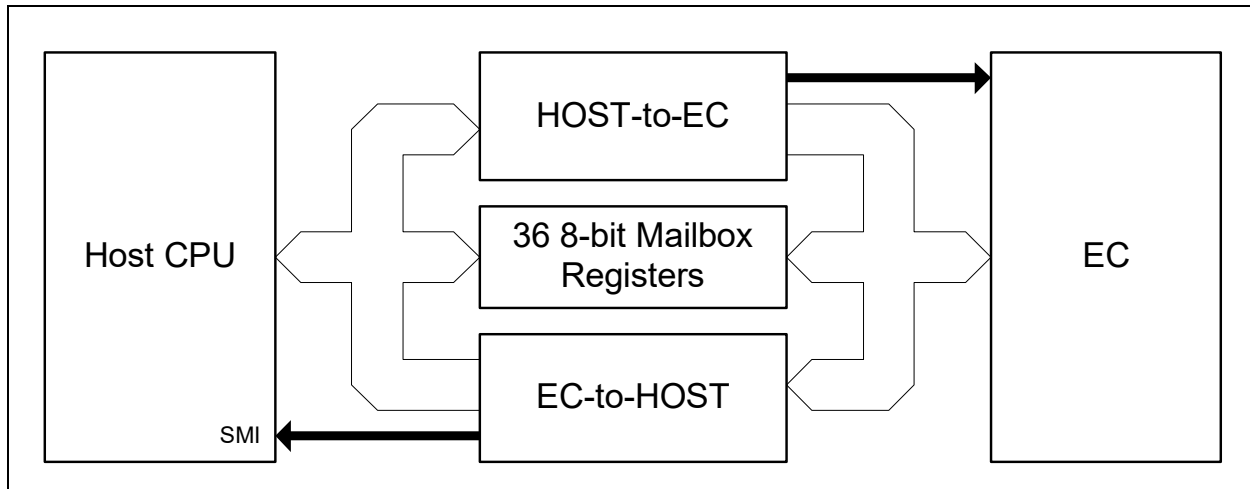 Host CPU
SMI
HOST-to-EC
36 8-bit Mailbox
Registers
EC-to-HOST
EC